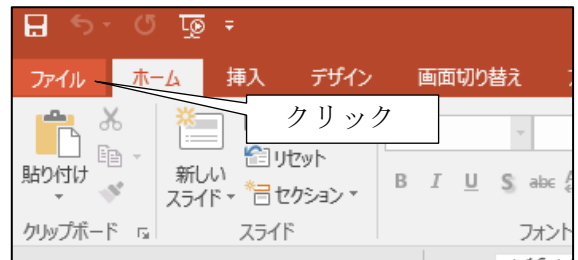 ファイル ホーム 挿入 デザイン 画面切り替え
クリック
貼り付け
新しい
スライド
リセット
セクション
B I U S abc
クリップボード スライド フォント